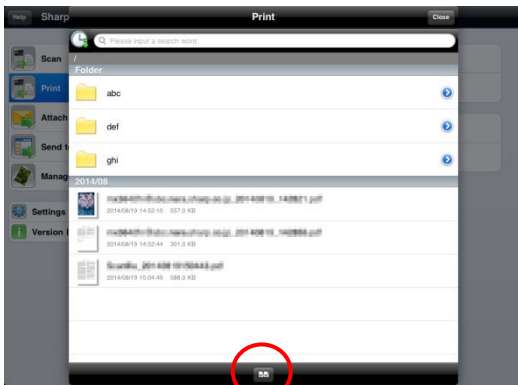 Help
Sharp
Print
Close
Please input a search word
/
Folder
abc
def
ghi
2014/08
2014/08/19 14:52:10 557.0 KB
2014/08/19 14:52:44 301.0 KB
2014/08/19 15:04:48 588.0 KB
Scan
Print
Attach
Send t
Manag
Settings
Version I